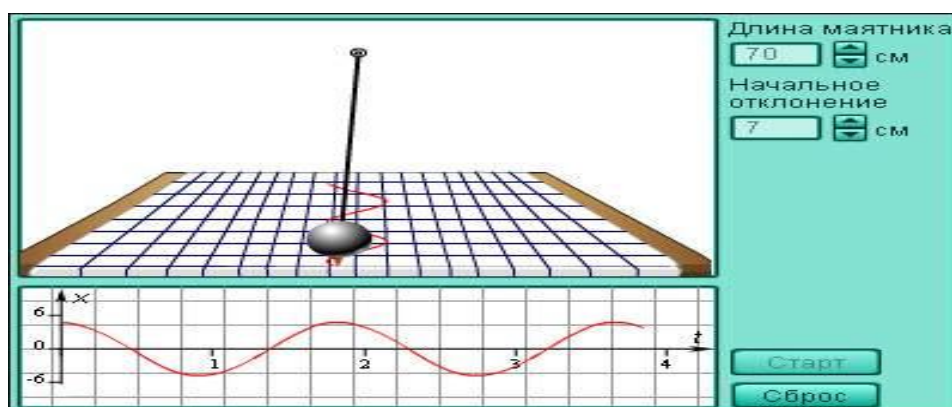 Длина маятника
70 см
Начальное
отклонение
7 см
x
6
0
-6
1 2 3 4
t
Старт
Сброс